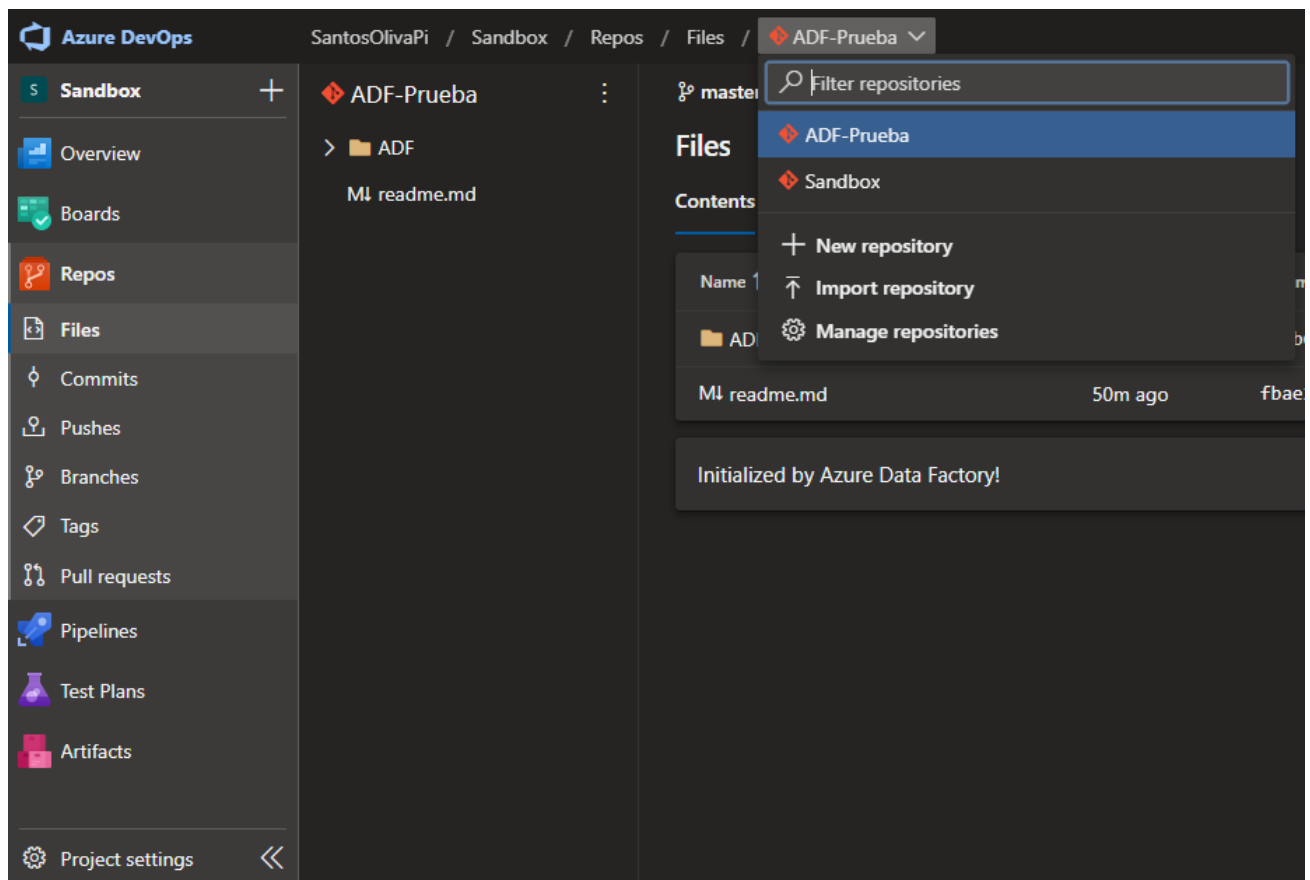 Azure DevOps
SantosOlivaPi / Sandbox / Repos / Files / ADF-Prueba
S Sandbox
Overview
Boards
Repos
Files
Commits
Pushes
Branches
Tags
Pull requests
Pipelines
Test Plans
Artifacts
Project settings
ADF-Prueba
ADF
M↓ readme.md
master
Filter repositories
ADF-Prueba
Sandbox
New repository
Import repository
Manage repositories
Files
Contents
Name ↑
AD
M↓ readme.md 50m ago fbae
Initialized by Azure Data Factory!